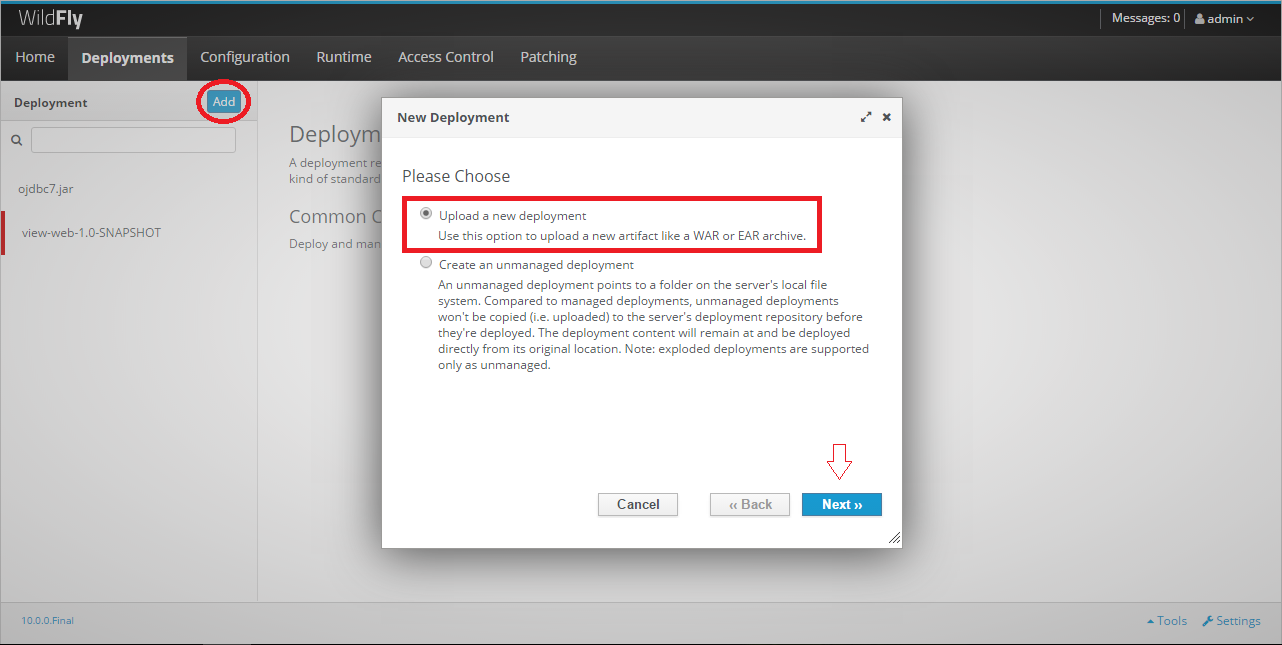 WildFly
Messages: 0
admin
Home
Deployments
Configuration
Runtime
Access Control
Patching
Deployment
Add
ojdbc7.jar
view-web-1.0-SNAPSHOT
Deploym
A deployment re
kind of standard
Common C
Deploy and man
New Deployment
Please Choose
Upload a new deployment
Use this option to upload a new artifact like a WAR or EAR archive.
Create an unmanaged deployment
An unmanaged deployment points to a folder on the server's local file
system. Compared to managed deployments, unmanaged deployments
won't be copied (i.e. uploaded) to the server's deployment repository before
they're deployed. The deployment content will remain at and be deployed
directly from its original location. Note: exploded deployments are supported
only as unmanaged.
Cancel
‹‹ Back
Next ››
10.0.0.Final
Tools
Settings